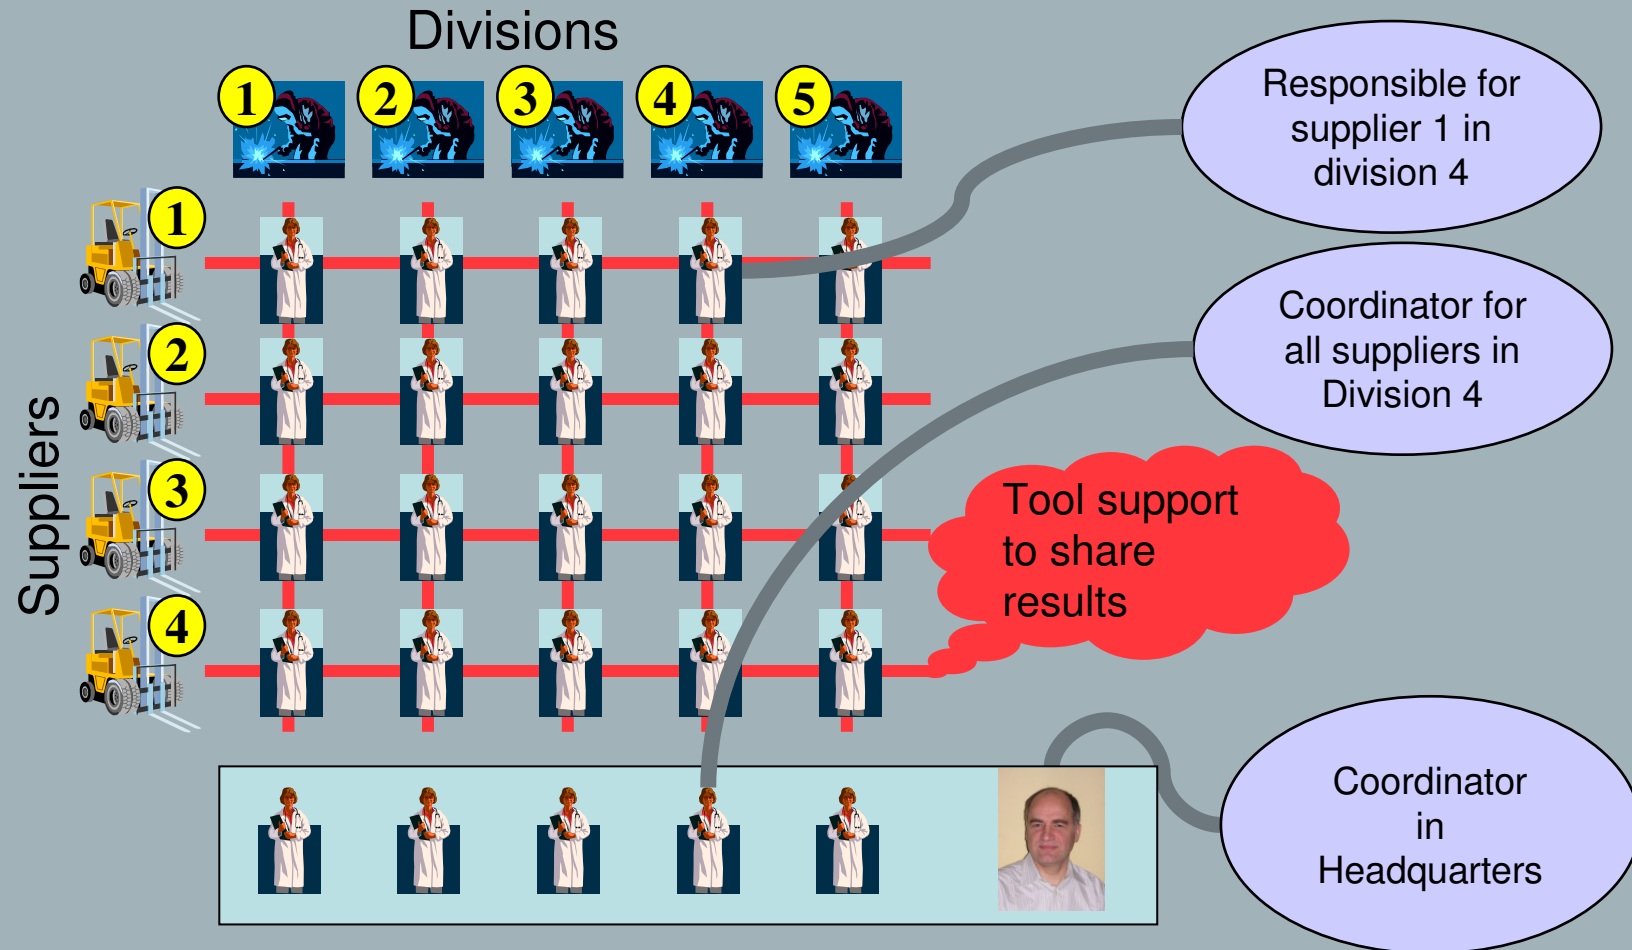 Divisions
1 2 3 4 5
Responsible for
supplier 1 in
division 4
Suppliers
1
2
3
4
Coordinator for
all suppliers in
Division 4
Tool support
to share
results
Coordinator
in
Headquarters